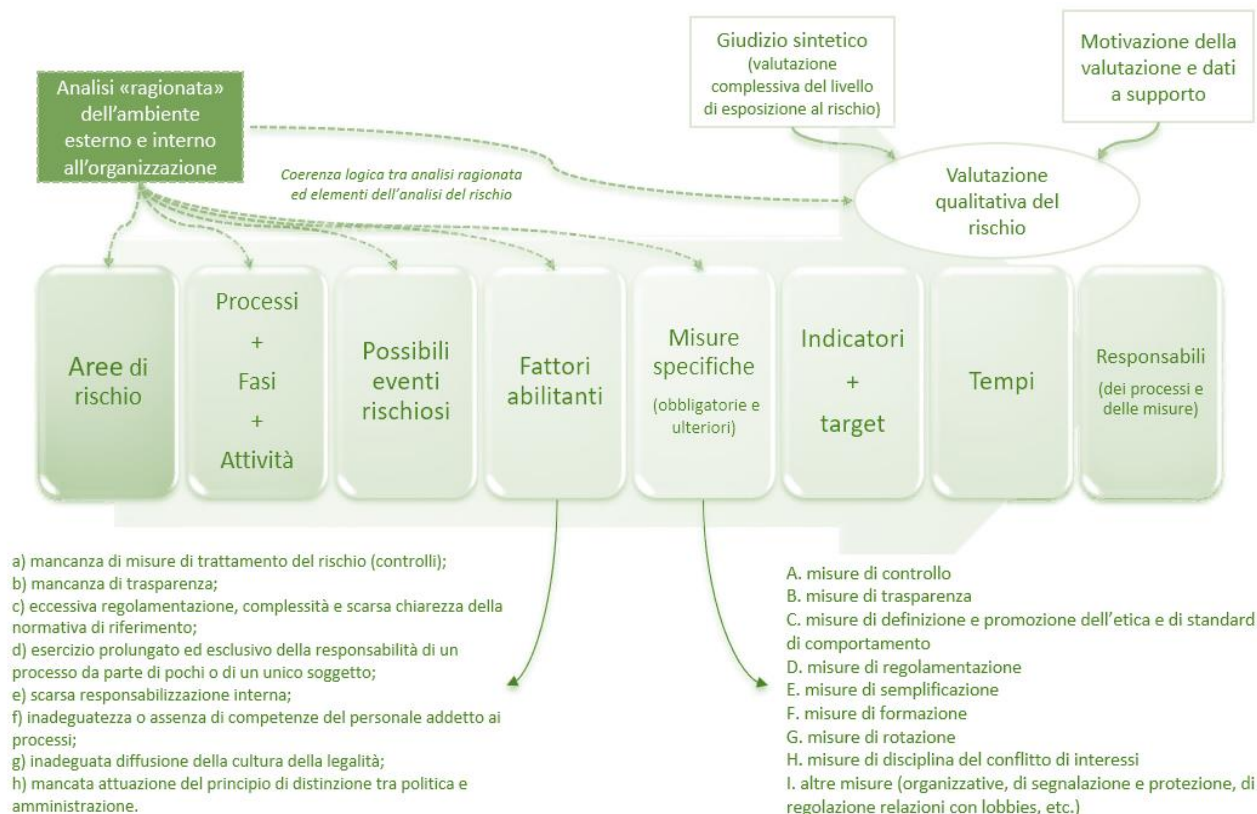 Analisi «ragionata»
dell'ambiente
esterno e interno
all'organizzazione
Giudizio sintetico
(valutazione
complessiva del livello
di esposizione al rischio)
Motivazione della
valutazione e dati
a supporto
Coerenza logica tra analisi ragionata
ed elementi dell'analisi del rischio
Valutazione
qualitativa del
rischio
Aree di
rischio
Processi
+
Fasi
+
Attività
Possibili
eventi
rischiosi
Fattori
abilitanti
Misure
specifiche
(obbligatorie e
ulteriori)
Indicatori
+
target
Tempi
Responsabili
(dei processi e
delle misure)
a) mancanza di misure di trattamento del rischio (controlli);
b) mancanza di trasparenza;
c) eccessiva regolamentazione, complessità e scarsa chiarezza della
normativa di riferimento;
d) esercizio prolungato ed esclusivo della responsabilità di un
processo da parte di pochi o di un unico soggetto;
e) scarsa responsabilizzazione interna;
f) inadeguatezza o assenza di competenze del personale addetto ai
processi;
g) inadeguata diffusione della cultura della legalità;
h) mancata attuazione del principio di distinzione tra politica e
amministrazione.
A. misure di controllo
B. misure di trasparenza
C. misure di definizione e promozione dell'etica e di standard
di comportamento
D. misure di regolamentazione
E. misure di semplificazione
F. misure di formazione
G. misure di rotazione
H. misure di disciplina del conflitto di interessi
I. altre misure (organizzative, di segnalazione e protezione, di
regolazione relazioni con lobbies, etc.)